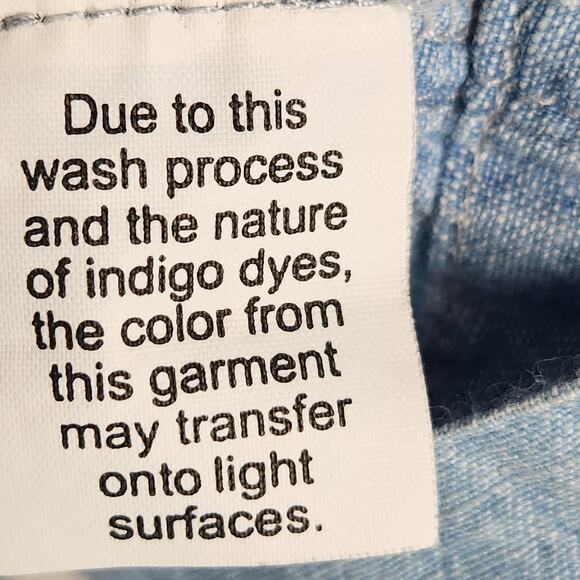 Due to this
wash process
and the nature
of indigo dyes,
the color from
this garment
may transfer
onto light
surfaces.